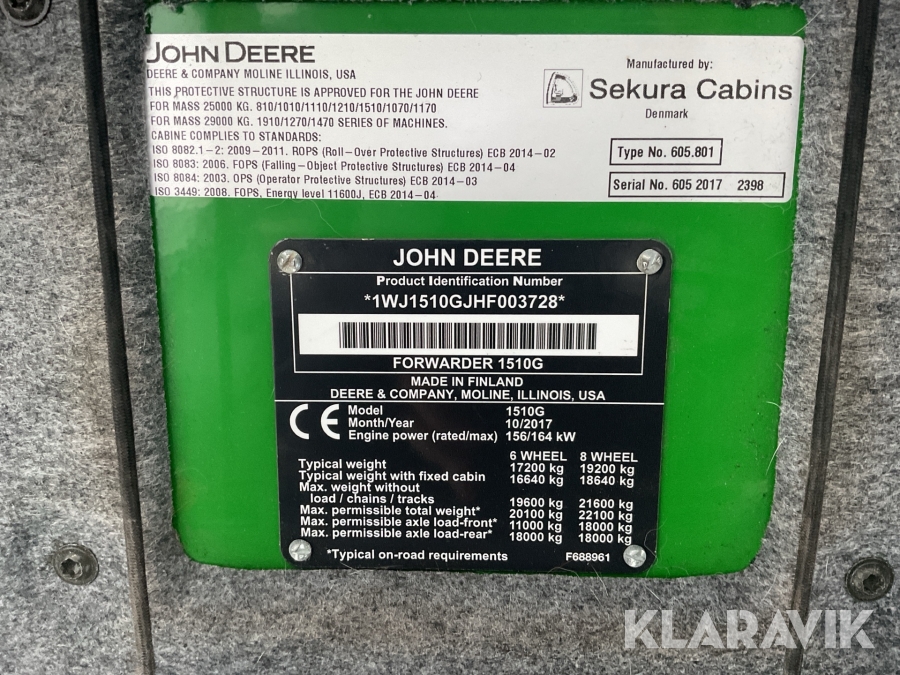 JOHN DEERE
DEERE & COMPANY MOLINE ILLINOIS, USA
THIS PROTECTIVE STRUCTURE IS APPROVED FOR THE JOHN DEERE
FOR MASS 25000 KG. 810/1010/1110/1210/1510/1070/1170
FOR MASS 29000 KG. 1910/1270/1470 SERIES OF MACHINES.
CABINE COMPLIES TO STANDARDS:
ISO 8082.1-2: 2009-2011. ROPS (Roll-Over Protective Structures) ECB 2014-02
ISO 8083: 2006. FOPS (Falling-Object Protective Structures) ECB 2014-04
ISO 8084: 2003. OPS (Operator Protective Structures) ECB 2014-03
ISO 3449: 2008. FOPS, Energy level 11600J, ECB 2014-04
Manufactured by:
Sekura Cabins
Denmark
Type No. 605.801
Serial No. 605 2017 2398
JOHN DEERE
Product Identification Number
*1WJ1510GJHF003728*
FORWARDER 1510G
MADE IN FINLAND
DEERE & COMPANY, MOLINE, ILLINOIS, USA
CE
Model 1510G
Month/Year 10/2017
Engine power (rated/max) 156/164 kW
6 WHEEL 8 WHEEL
Typical weight 17200 kg 19200 kg
Typical weight with fixed cabin 16640 kg 18640 kg
Max. weight without
load / chains / tracks 19600 kg 21600 kg
Max. permissible total weight* 20100 kg 22100 kg
Max. permissible axle load-front* 11000 kg 18000 kg
Max. permissible axle load-rear* 18000 kg 18000 kg
*Typical on-road requirements F688961
KLARAVIK